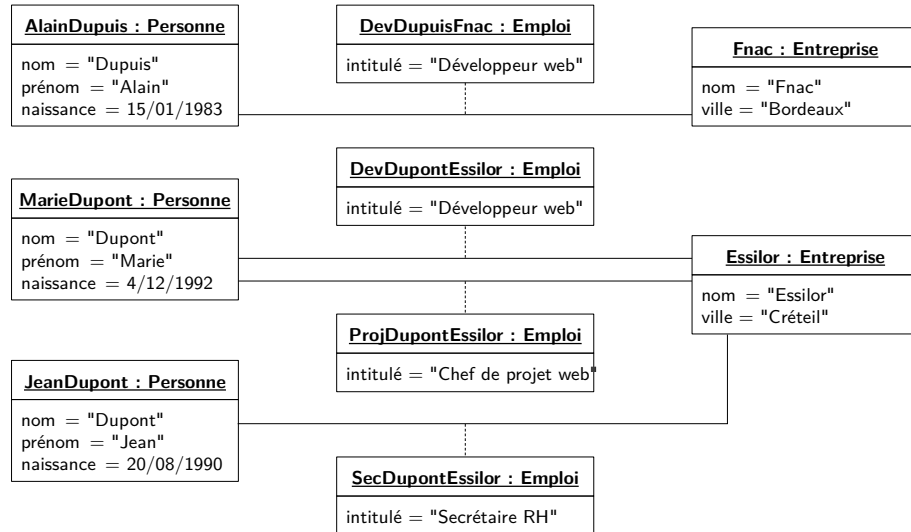 AlainDupuis : Personne
nom = "Dupuis"
prénom = "Alain"
naissance = 15/01/1983
DevDupuisFnac : Emploi
intitulé = "Développeur web"
Fnac : Entreprise
nom = "Fnac"
ville = "Bordeaux"
DevDupontEssilor : Emploi
intitulé = "Développeur web"
MarieDupont : Personne
nom = "Dupont"
prénom = "Marie"
naissance = 4/12/1992
Essilor : Entreprise
nom = "Essilor"
ville = "Créteil"
ProjDupontEssilor : Emploi
intitulé = "Chef de projet web"
JeanDupont : Personne
nom = "Dupont"
prénom = "Jean"
naissance = 20/08/1990
SecDupontEssilor : Emploi
intitulé = "Secrétaire RH"